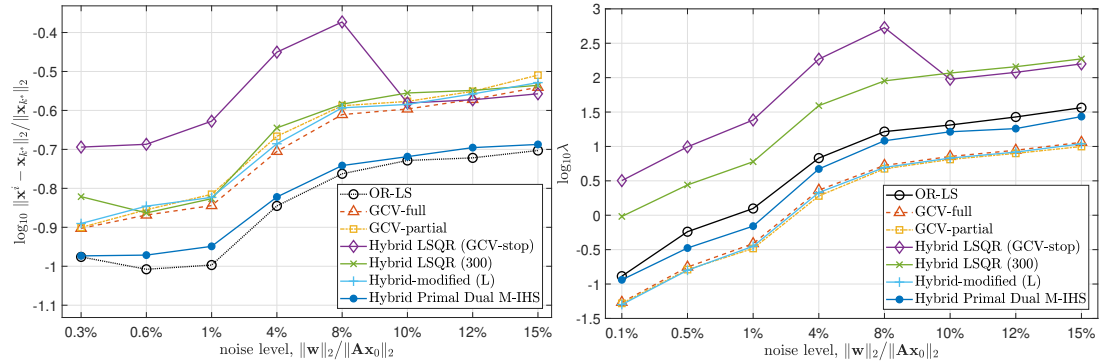 -0.4
-0.5
-0.6
-0.7
-0.8
-0.9
-1
-1.1
log₁₀ ‖xⁱ − x_{k*}‖₂/‖x_{k*}‖₂
OR-LS
GCV-full
GCV-partial
Hybrid LSQR (GCV-stop)
Hybrid LSQR (300)
Hybrid-modified (L)
Hybrid Primal Dual M-IHS
0.3% 0.6% 1% 4% 8% 10% 12% 15%
noise level, ‖w‖₂/‖Ax₀‖₂
3
2.5
2
1.5
1
0.5
0
-0.5
-1
-1.5
log₁₀λ
OR-LS
GCV-full
GCV-partial
Hybrid LSQR (GCV-stop)
Hybrid LSQR (300)
Hybrid-modified (L)
Hybrid Primal Dual M-IHS
0.1% 0.5% 1% 4% 8% 10% 12% 15%
noise level, ‖w‖₂/‖Ax₀‖₂